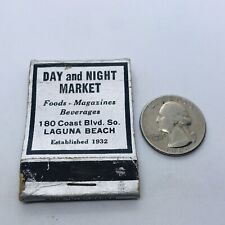 DAY and NIGHT
MARKET
Foods - Magazines
Beverages
180 Coast Blvd. So.
LAGUNA BEACH
Established 1932